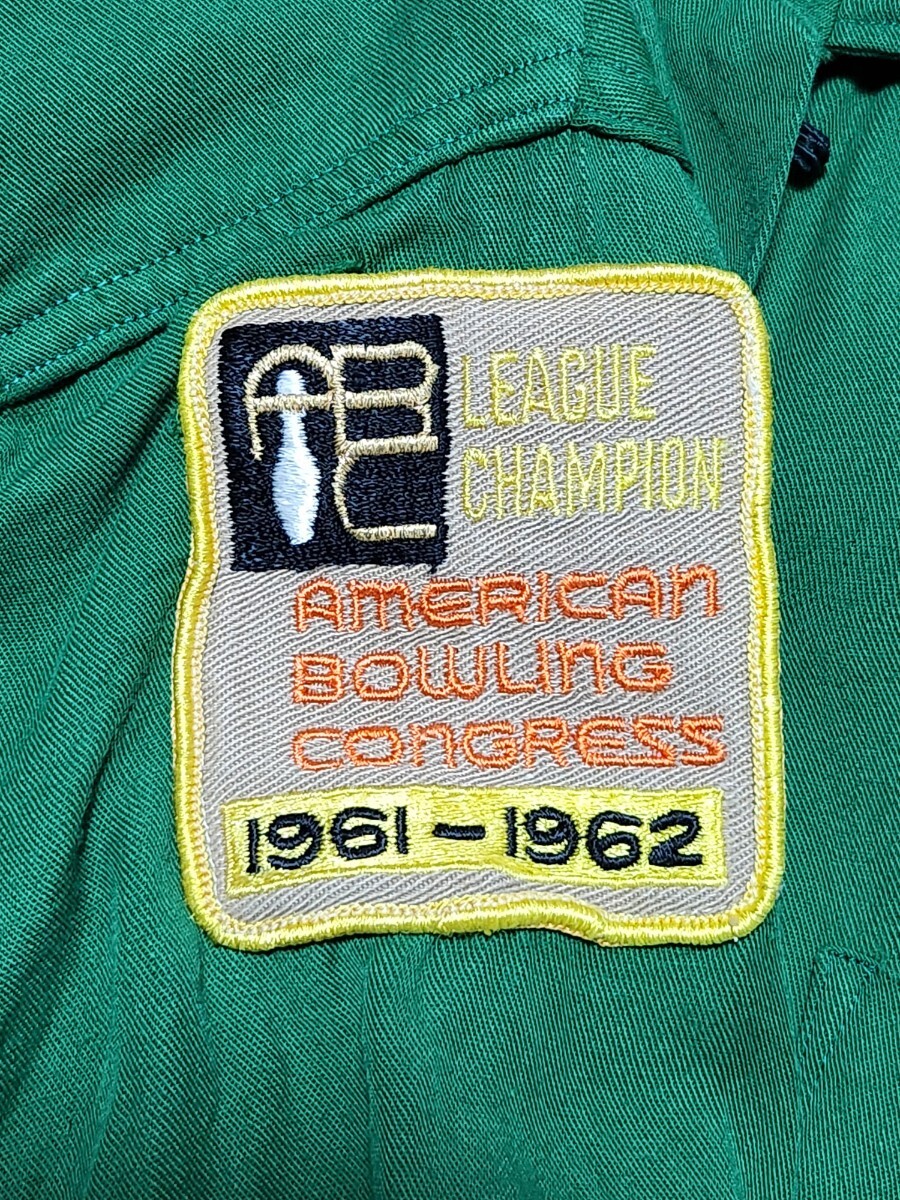 ABC
LEAGUE
CHAMPION
AMERICAN
BOWLING
CONGRESS
1961-1962